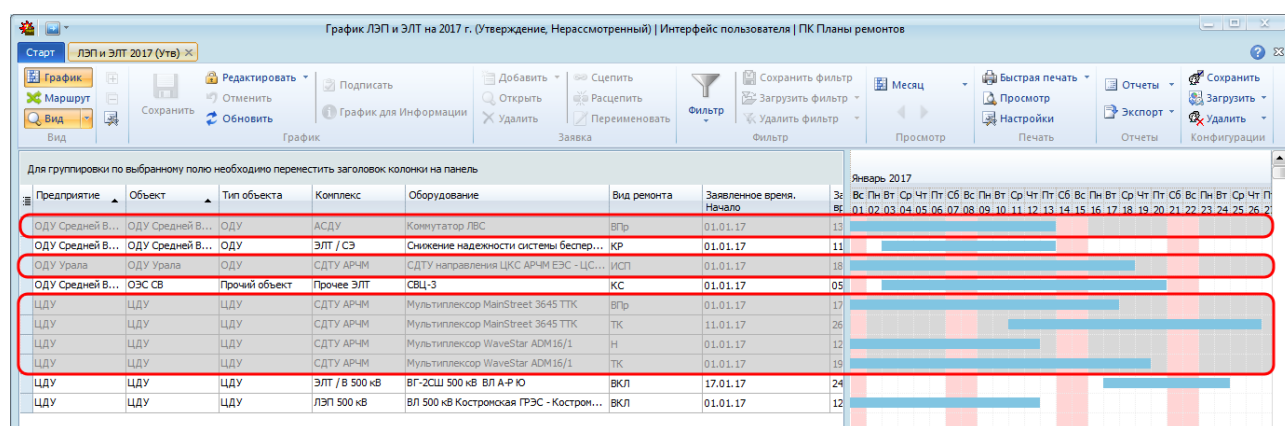 График ЛЭП и ЭЛТ на 2017 г. (Утверждение, Нерассмотренный) | Интерфейс пользователя | ПК Планы ремонтов
Старт ЛЭП и ЭЛТ 2017 (Утв)
График Редактировать Подписать Добавить Сцепить Сохранить фильтр Месяц Быстрая печать Отчеты Сохранить
Маршрут Сохранить Отменить Открыть Расцепить Фильтр Загрузить фильтр Просмотр Загрузить
Вид Обновить График для Информации Удалить Переименовать Удалить фильтр Настройки Экспорт Удалить
Вид График Заявка Фильтр Просмотр Печать Отчеты Конфигурации
Для группировки по выбранному полю необходимо переместить заголовок колонки на панель
Январь 2017
Предприятие Объект Тип объекта Комплекс Оборудование Вид ремонта Заявленное время. За Вс Пн Вт Ср Чт Пт Сб Вс Пн Вт Ср Чт Пт Сб Вс Пн Вт Ср Чт Пт Сб Вс Пн Вт Ср Чт П
Начало вр 01 02 03 04 05 06 07 08 09 10 11 12 13 14 15 16 17 18 19 20 21 22 23 24 25 26 2
ОДУ Средней В... ОДУ Средней В... ОДУ АСДУ Коммутатор ЛВС ВПр 01.01.17 13
ОДУ Средней В... ОДУ Средней В... ОДУ ЭЛТ / СЭ Снижение надежности системы беспер... КР 01.01.17 11
ОДУ Урала ОДУ Урала ОДУ СДТУ АРЧМ СДТУ направления ЦКС АРЧМ ЕЭС - ЦС... ИСП 01.01.17 18
ОДУ Средней В... ОЭС СВ Прочий объект Прочее ЭЛТ СВЦ-3 КС 01.01.17 05
ЦДУ ЦДУ ЦДУ СДТУ АРЧМ Мультиплексор MainStreet 3645 ТТК ВПр 01.01.17 17
ЦДУ ЦДУ ЦДУ СДТУ АРЧМ Мультиплексор MainStreet 3645 ТТК ТК 11.01.17 26
ЦДУ ЦДУ ЦДУ СДТУ АРЧМ Мультиплексор WaveStar ADM16/1 Н 01.01.17 12
ЦДУ ЦДУ ЦДУ СДТУ АРЧМ Мультиплексор WaveStar ADM16/1 ТК 01.01.17 19
ЦДУ ЦДУ ЦДУ ЭЛТ / В 500 кВ ВГ-2СШ 500 кВ ВЛ А-Р Ю ВКЛ 17.01.17 24
ЦДУ ЦДУ ЦДУ ЛЭП 500 кВ ВЛ 500 кВ Костромская ГРЭС - Костром... ВКЛ 01.01.17 12